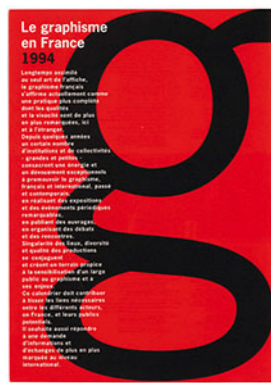 Le graphisme
en France
1994
Longtemps assimilé
au seul art de l'affiche,
le graphisme français
s'affirme actuellement comme
une pratique plus complète
dont les qualités
et la vivacité sont de plus
en plus remarquées, ici
et à l'étranger.
Depuis quelques années
un certain nombre
d'institutions et de collectivités
- grandes et petites -
consacrent une énergie et
un dévouement exceptionnels
à promouvoir le graphisme,
français et international, passé
et contemporain,
en réalisant des expositions
et des événements périodiques
remarquables,
en publiant des ouvrages,
en organisant des débats
et des rencontres.
Singularité des lieux, diversité
et qualité des productions
se conjuguent
et créent un terrain propice
à la sensibilisation d'un large
public au graphisme et à
ses enjeux.
Ce calendrier doit contribuer
à tisser les liens nécessaires
entre les différents acteurs,
en France, et leurs publics
potentiels.
Il souhaite aussi répondre
à une demande
d'informations et
d'échanges de plus en plus
marquée au niveau
international.
g